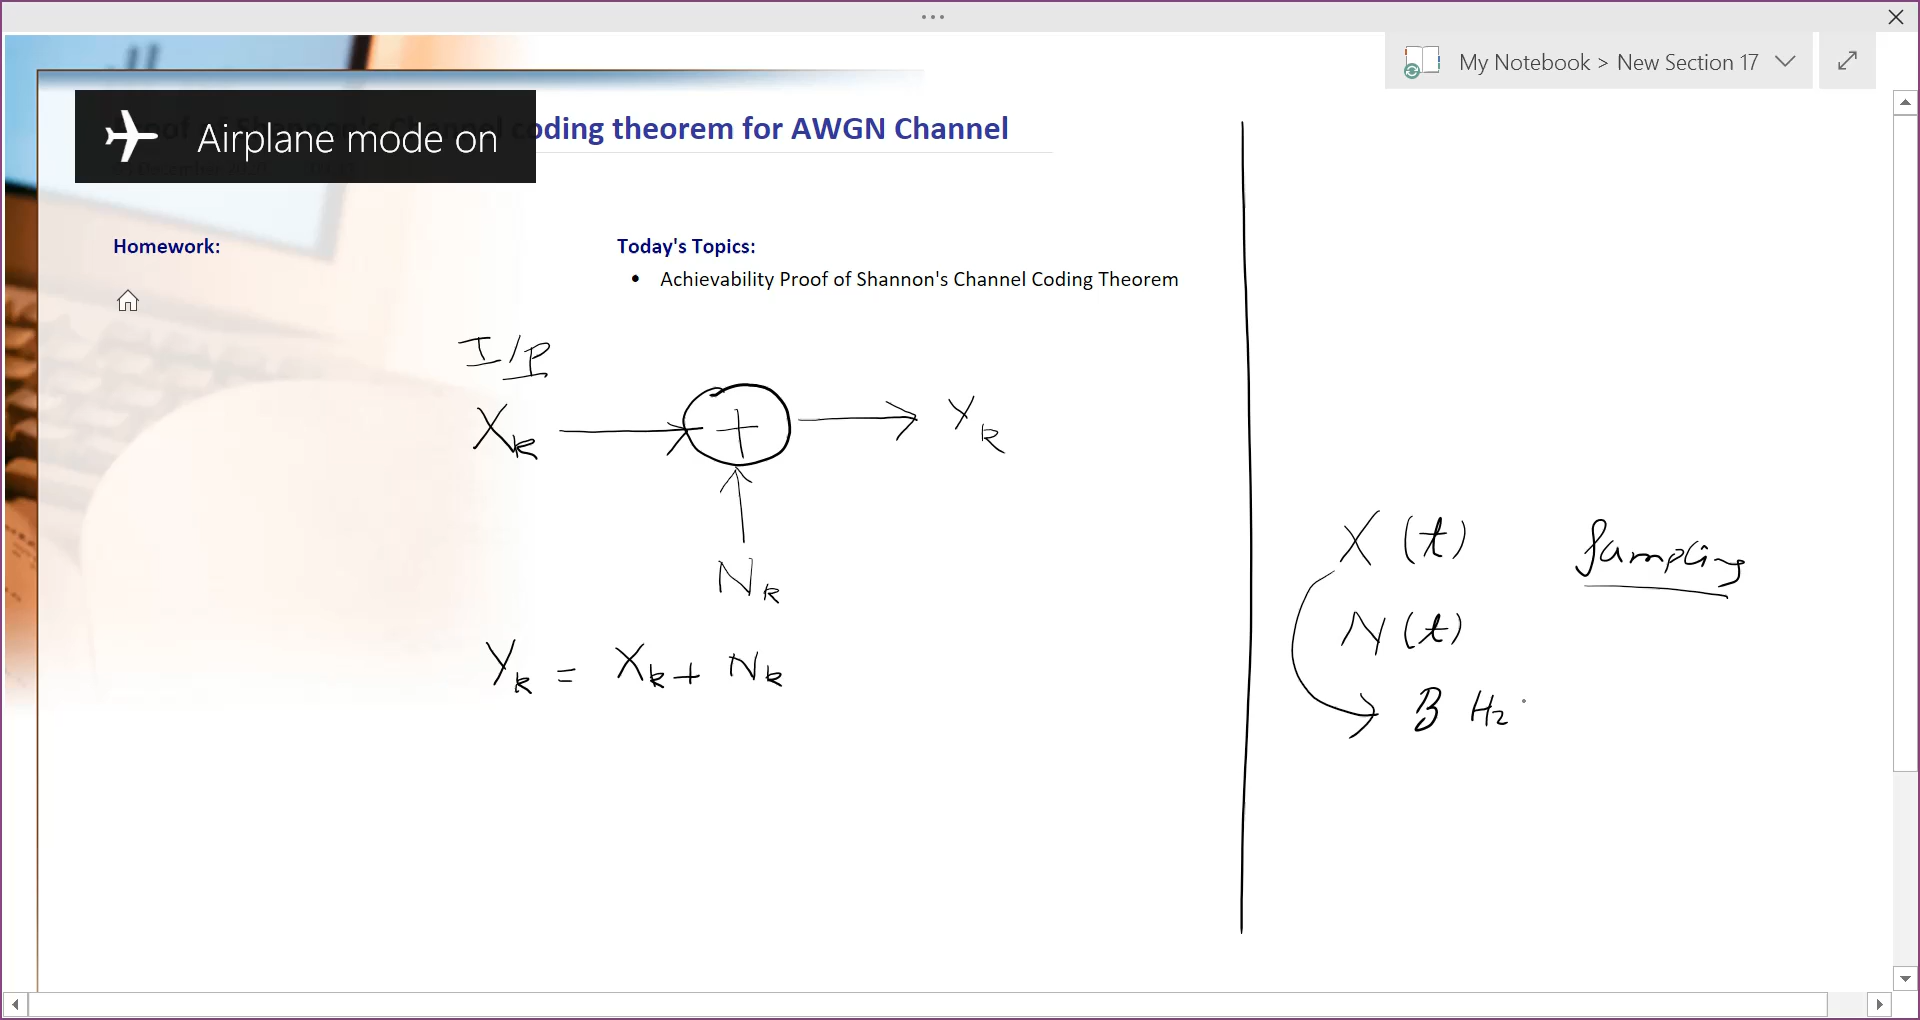 My Notebook > New Section 17
Airplane mode on
coding theorem for AWGN Channel
Homework:
Today's Topics:
• Achievability Proof of Shannon's Channel Coding Theorem
I/P
X_k → + → Y_k
N_k
Y_k = X_k + N_k
X(t) Sampling
N(t)
B Hz